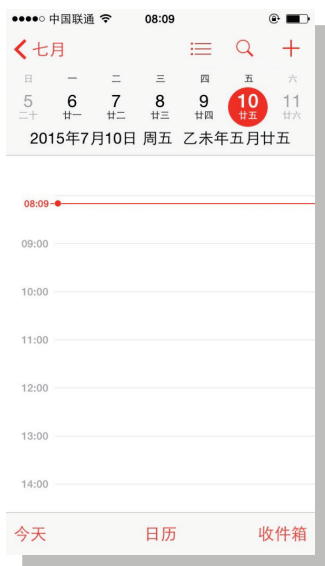 中国联通 08:09
七月
日 一 二 三 四 五 六
5 6 7 8 9 10 11
二十 廿一 廿二 廿三 廿四 廿五 廿六
2015年7月10日 周五 乙未年五月廿五
08:09
09:00
10:00
11:00
12:00
13:00
14:00
今天 日历 收件箱